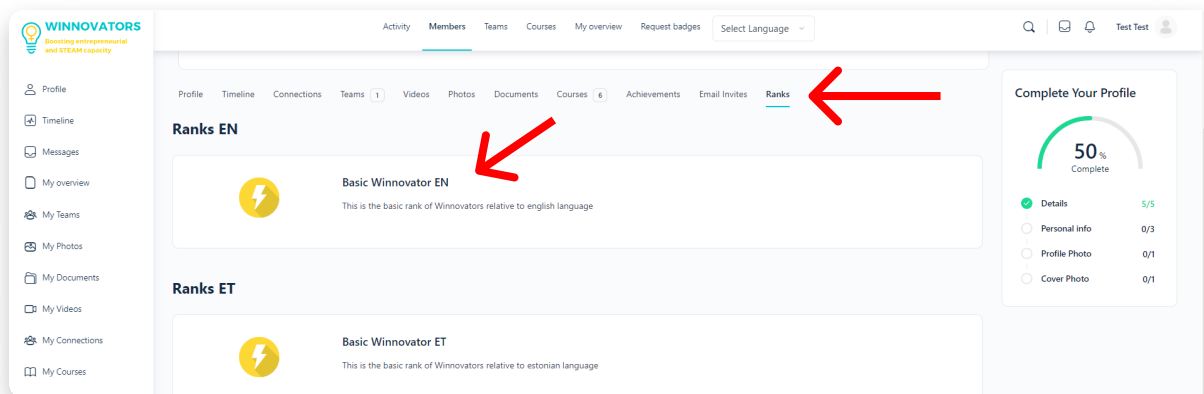 WINNOVATORS
Boosting entrepreneurial
and STEAM capacity
Activity Members Teams Courses My overview Request badges Select Language Test Test
Profile
Timeline
Messages
My overview
My Teams
My Photos
My Documents
My Videos
My Connections
My Courses
Profile Timeline Connections Teams 1 Videos Photos Documents Courses 6 Achievements Email Invites Ranks
Ranks EN
Basic Winnovator EN
This is the basic rank of Winnovators relative to english language
Ranks ET
Basic Winnovator ET
This is the basic rank of Winnovators relative to estonian language
Complete Your Profile
50 %
Complete
Details 5/5
Personal info 0/3
Profile Photo 0/1
Cover Photo 0/1